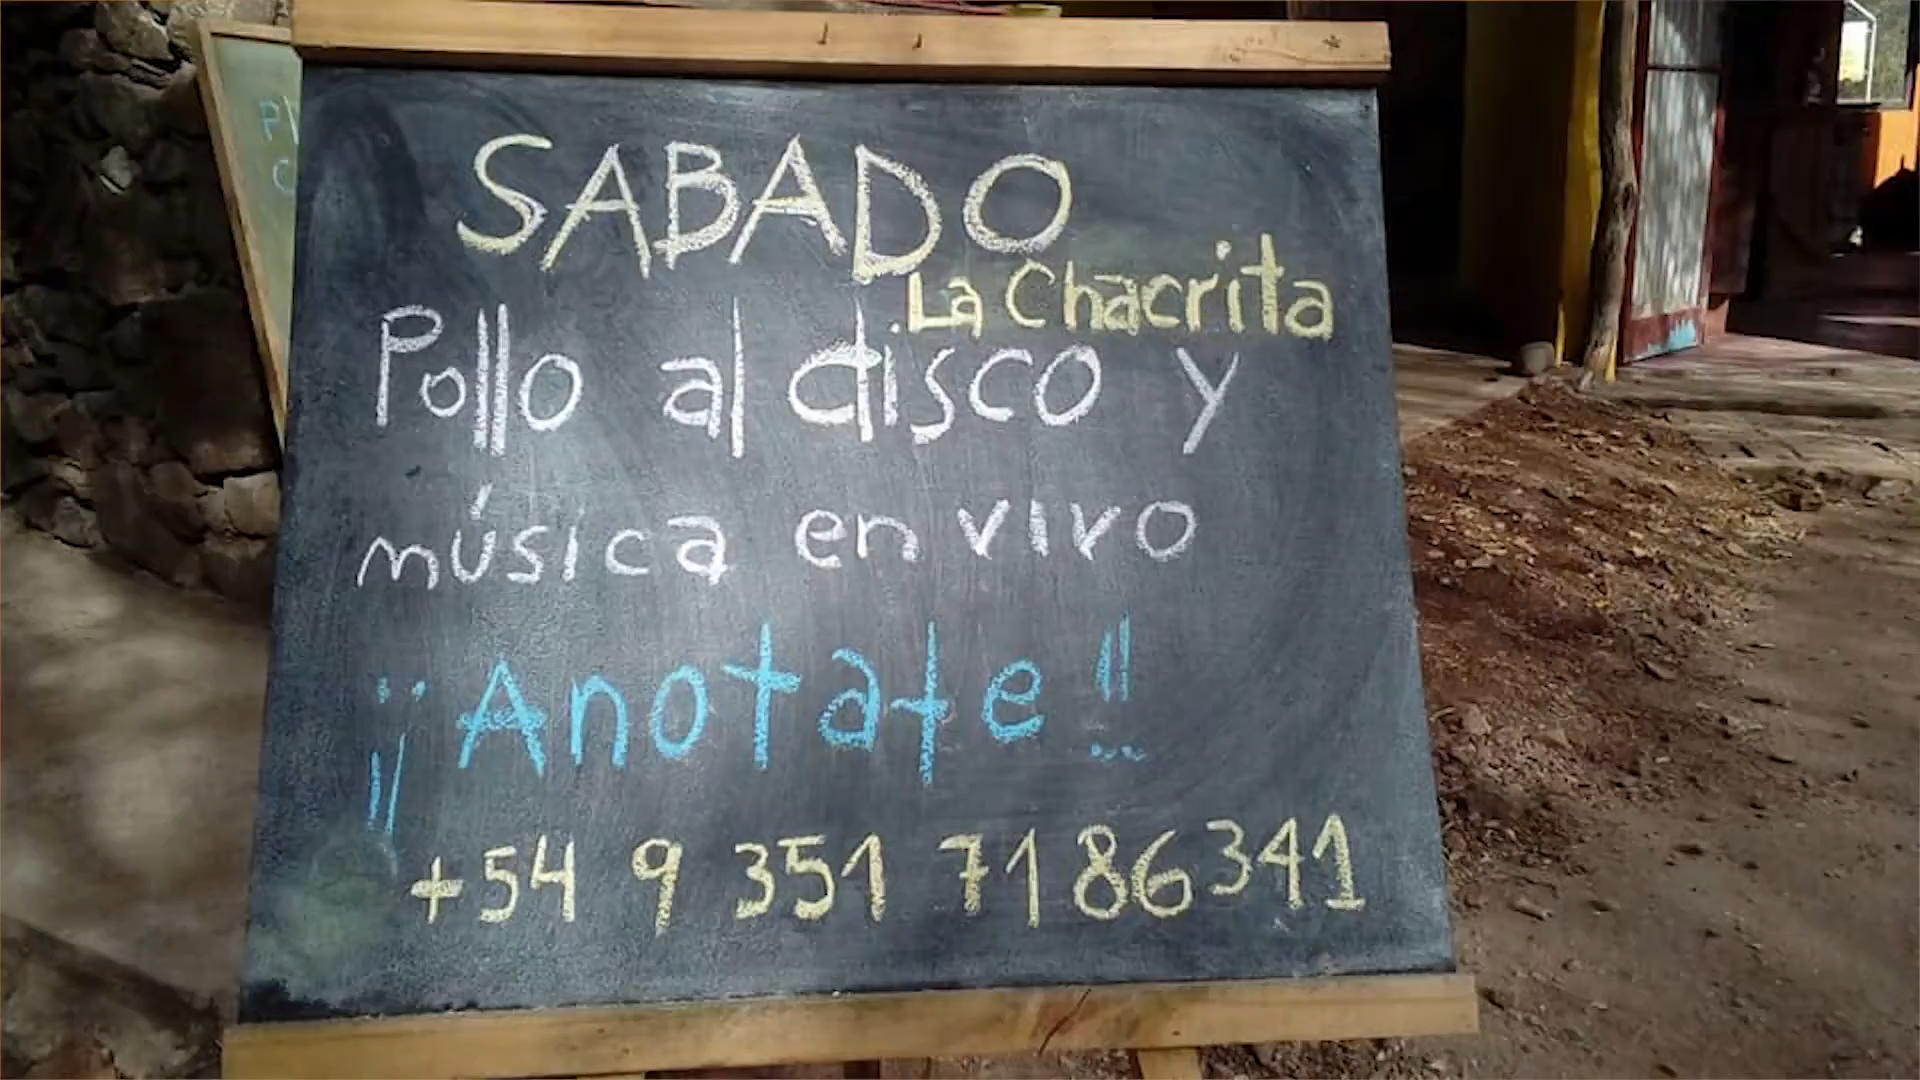 SABADO
La Chacrita
Pollo al disco y
música en vivo
¡¡Anotate!!
+54 9 351 7186341